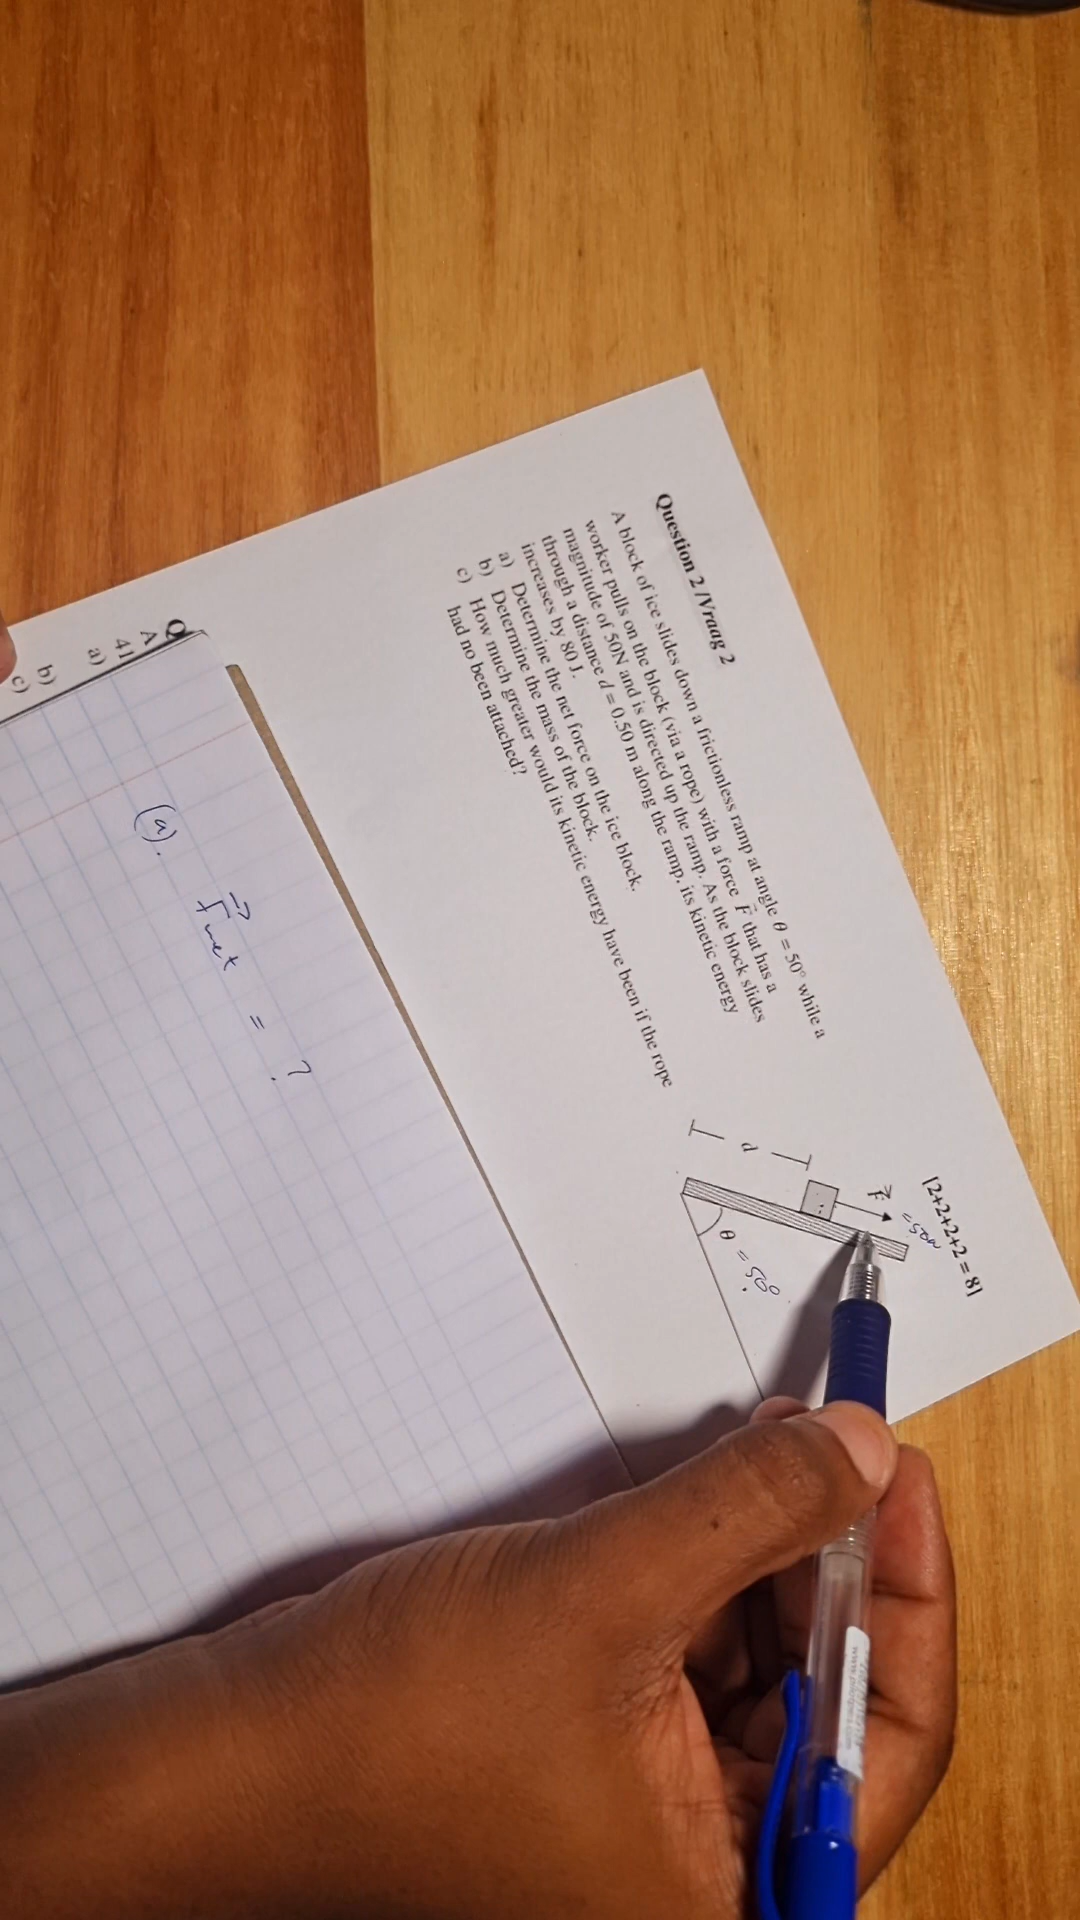 Question 2 /Vraag 2
[2+2+2+2 = 8]
A block of ice slides down a frictionless ramp at angle θ = 50° while a
worker pulls on the block (via a rope) with a force F⃗ that has a
magnitude of 50N and is directed up the ramp. As the block slides
through a distance d = 0.50 m along the ramp, its kinetic energy
increases by 80 J.
a) Determine the net force on the ice block.
b) Determine the mass of the block.
c) How much greater would its kinetic energy have been if the rope
had no been attached?
F⃗
= 50N
d
θ = 50°
Q
A
41
a)
b)
c)
(a). F⃗net = ?